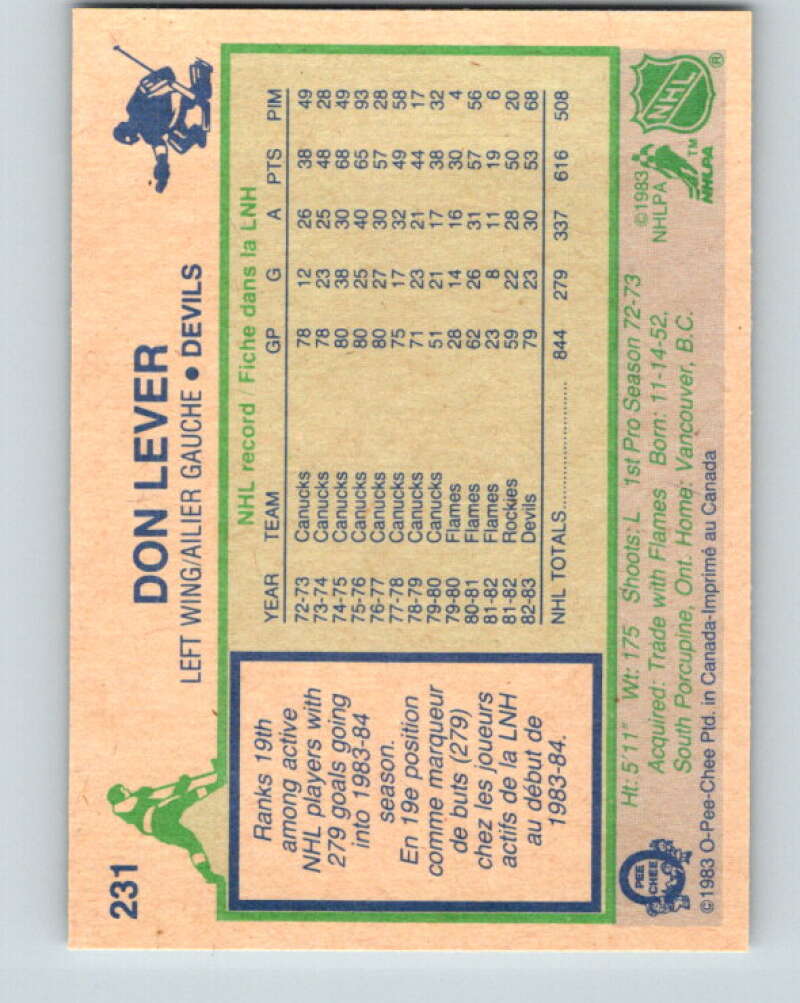 231
DON LEVER
LEFT WING/AILIER GAUCHE • DEVILS
Ranks 19th
among active
NHL players with
279 goals going
into 1983-84
season.
En 19e position
comme marqueur
de buts (279)
chez les joueurs
actifs de la LNH
au début de
1983-84.
NHL record / Fiche dans la LNH
YEAR TEAM GP G A PTS PIM
72-73 Canucks 78 12 26 38 49
73-74 Canucks 78 23 25 48 28
74-75 Canucks 80 38 30 68 49
75-76 Canucks 80 25 40 65 93
76-77 Canucks 80 27 30 57 28
77-78 Canucks 75 17 32 49 58
78-79 Canucks 71 23 21 44 17
79-80 Canucks 51 21 17 38 32
79-80 Flames 28 14 16 30 4
80-81 Flames 62 26 31 57 56
81-82 Flames 23 8 11 19 6
81-82 Rockies 59 22 28 50 20
82-83 Devils 79 23 30 53 68
NHL TOTALS.................... 844 279 337 616 508
Ht: 5'11" Wt: 175 Shoots: L 1st Pro Season 72-73
Acquired: Trade with Flames Born: 11-14-52,
South Porcupine, Ont. Home: Vancouver, B.C.
©1983 O-Pee-Chee Ptd. in Canada-Imprimé au Canada
O
PEE
CHEE
©1983
NHLPA
NHLPA
TM
NHL
®